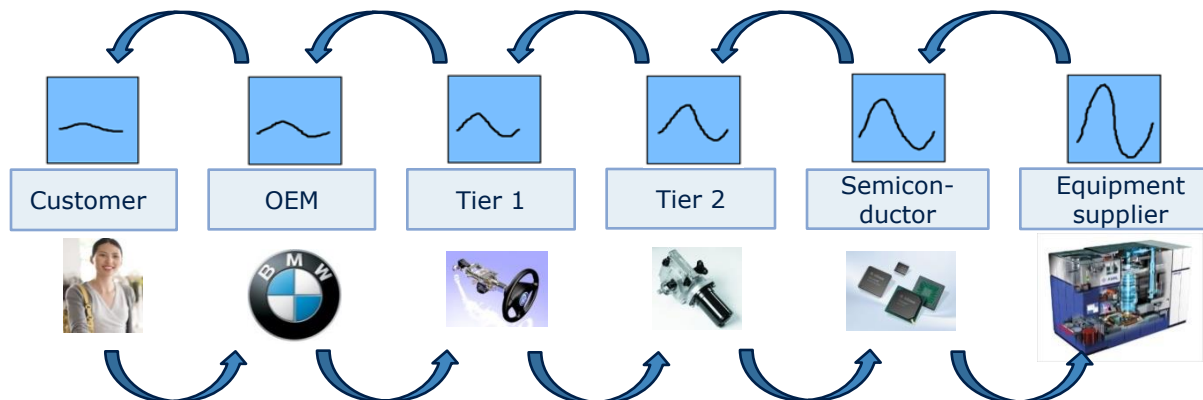 Customer
OEM
Tier 1
Tier 2
Semicon-
ductor
Equipment
supplier
BMW